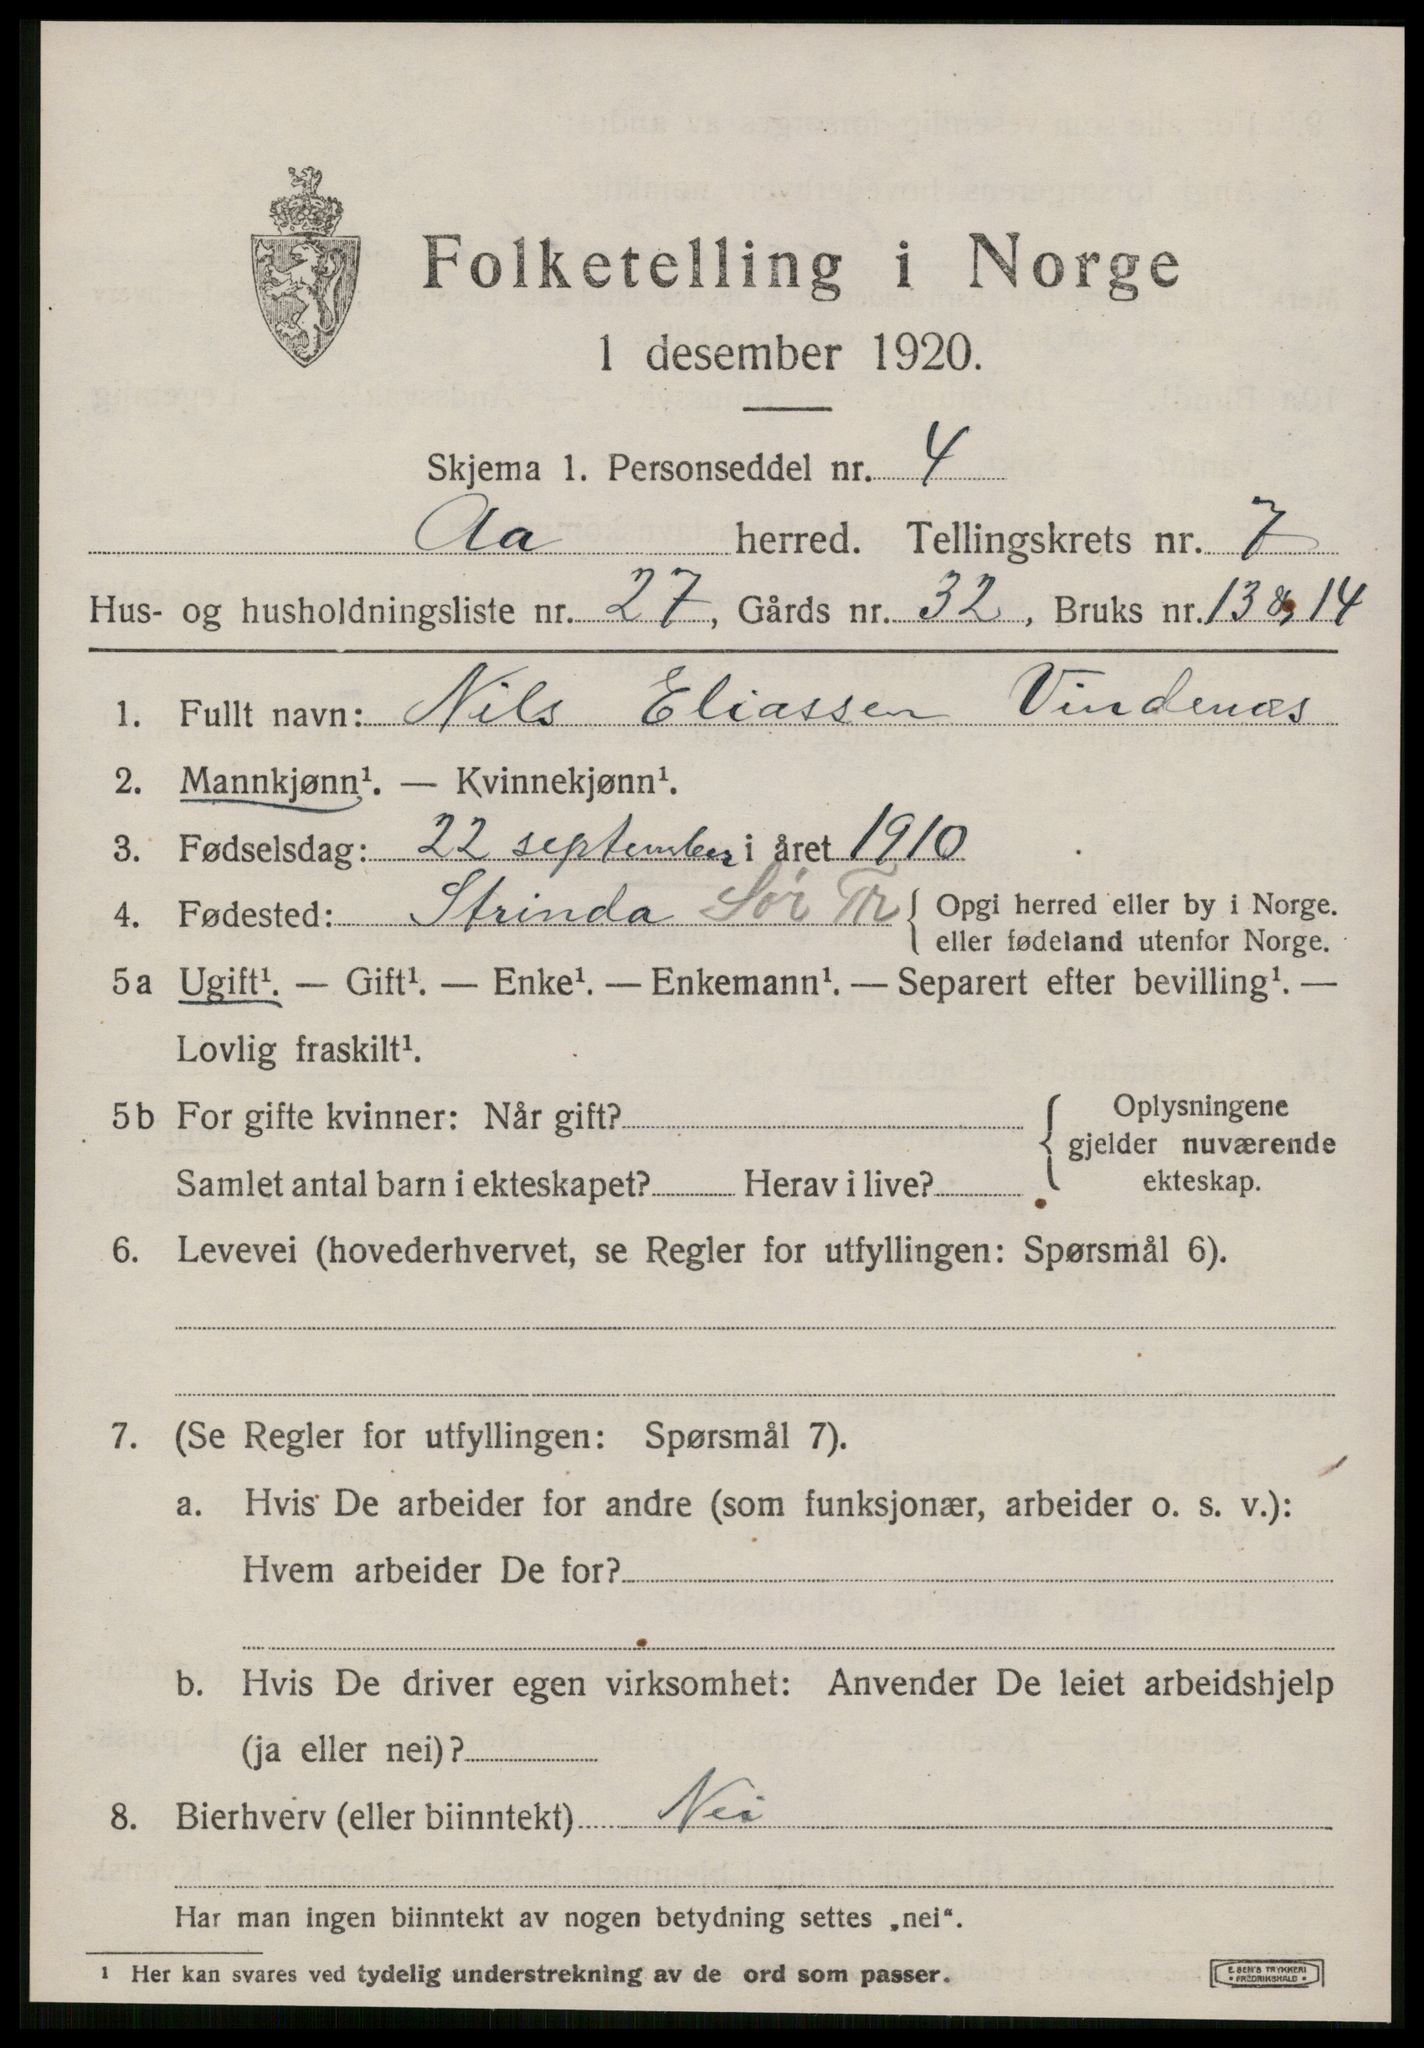 Folketelling i Norge
1 desember 1920.
Skjema 1. Personseddel nr. 4
Aa herred. Tellingskrets nr. 7
Hus- og husholdningsliste nr. 27, Gårds nr. 32, Bruks nr. 13 & 14
1. Fullt navn: Nils Eliassen Vindenæs
2. Mannkjønn¹. — Kvinnekjønn¹.
3. Fødselsdag: 22 september i året 1910
4. Fødested: Strinda Sør Tr { Opgi herred eller by i Norge.
eller fødeland utenfor Norge.
5a Ugift¹. — Gift¹. — Enke¹. — Enkemann¹. — Separert efter bevilling¹. —
Lovlig fraskilt¹.
5b For gifte kvinner: Når gift? { Oplysningene
gjelder nuværende
Samlet antal barn i ekteskapet? Herav i live? ekteskap.
6. Levevei (hovederhvervet, se Regler for utfyllingen: Spørsmål 6).
7. (Se Regler for utfyllingen: Spørsmål 7).
a. Hvis De arbeider for andre (som funksjonær, arbeider o. s. v.):
Hvem arbeider De for?
b. Hvis De driver egen virksomhet: Anvender De leiet arbeidshjelp
(ja eller nei)?
8. Bierhverv (eller biinntekt) Nei
Har man ingen biinntekt av nogen betydning settes „nei“.
¹ Her kan svares ved tydelig understrekning av de ord som passer.
E. SEM'S TRYKKERI
• FREDRIKSHALD •